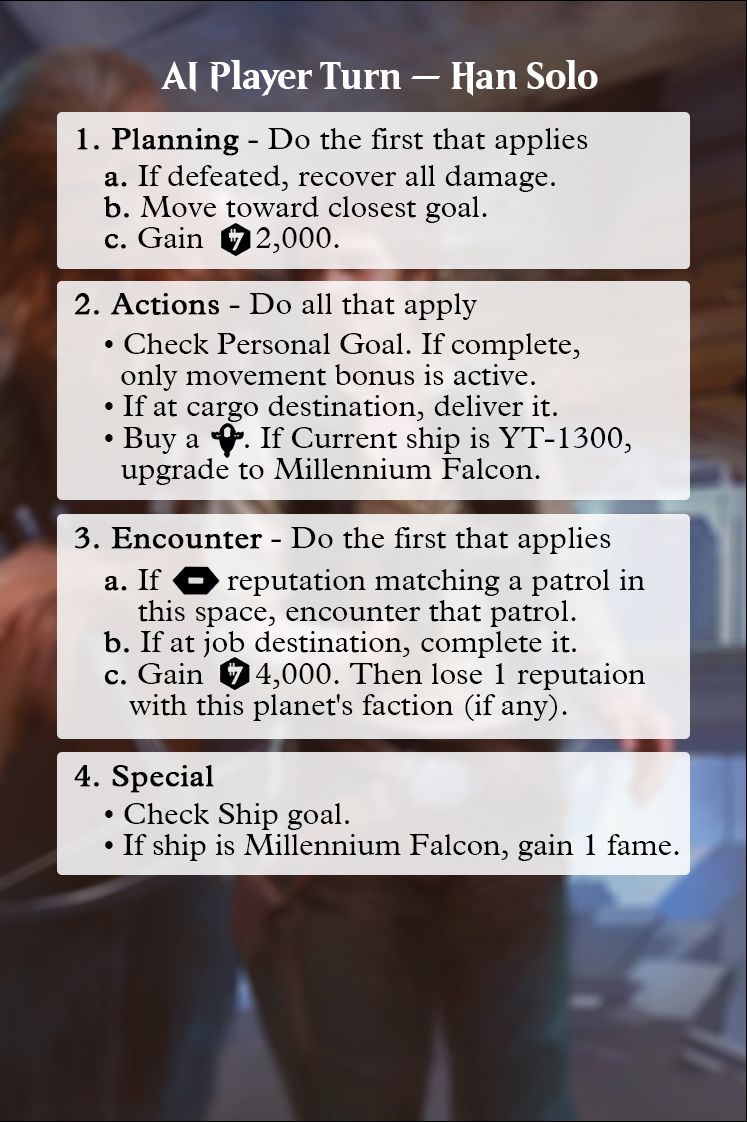 AI Player Turn — Han Solo
1. Planning - Do the first that applies
a. If defeated, recover all damage.
b. Move toward closest goal.
c. Gain 2,000.
2. Actions - Do all that apply
• Check Personal Goal. If complete,
only movement bonus is active.
• If at cargo destination, deliver it.
• Buy a . If Current ship is YT-1300,
upgrade to Millennium Falcon.
3. Encounter - Do the first that applies
a. If reputation matching a patrol in
this space, encounter that patrol.
b. If at job destination, complete it.
c. Gain 4,000. Then lose 1 reputaion
with this planet's faction (if any).
4. Special
• Check Ship goal.
• If ship is Millennium Falcon, gain 1 fame.